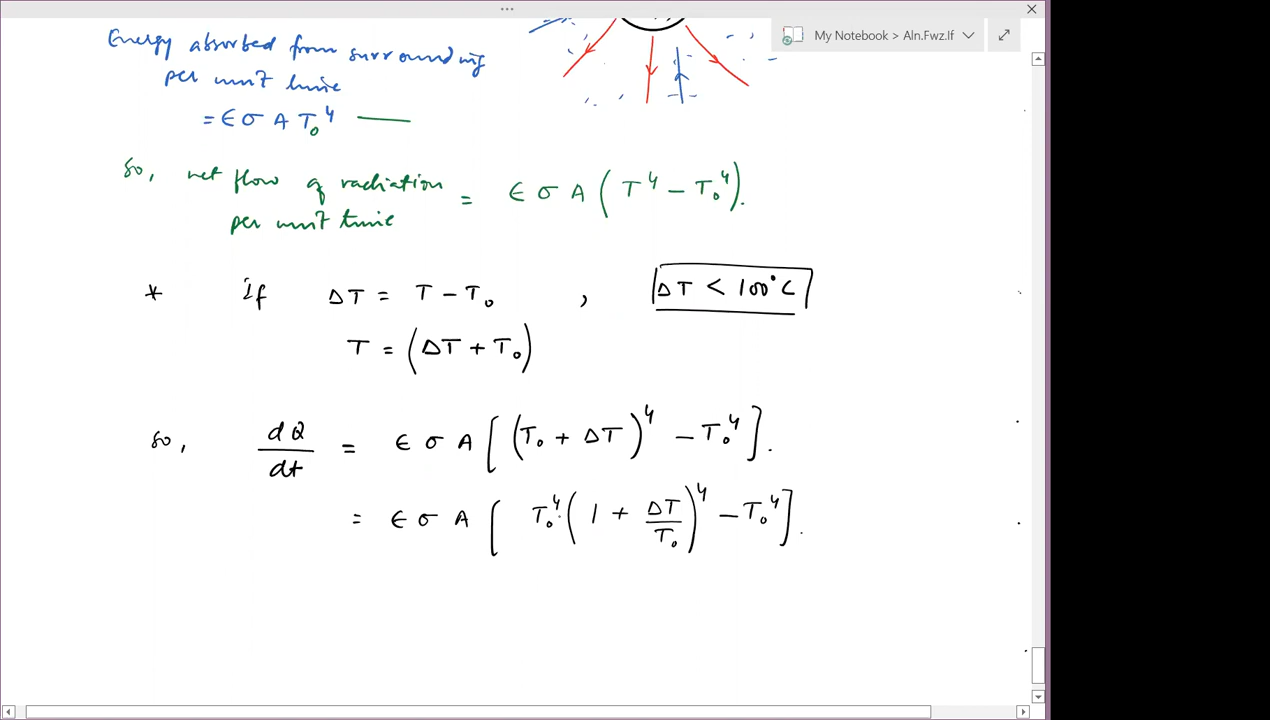 My Notebook > Aln.Fwz.If
Energy absorbed from surrounding
per unit time
= ϵ σ A T₀⁴
So, net flow of radiation per unit time = ϵ σ A (T⁴ − T₀⁴).
* If ΔT = T − T₀ , ΔT < 100°C
T = (ΔT + T₀)
So, dQ/dt = ϵ σ A [(T₀ + ΔT)⁴ − T₀⁴].
= ϵ σ A [T₀⁴ (1 + ΔT/T₀)⁴ − T₀⁴].